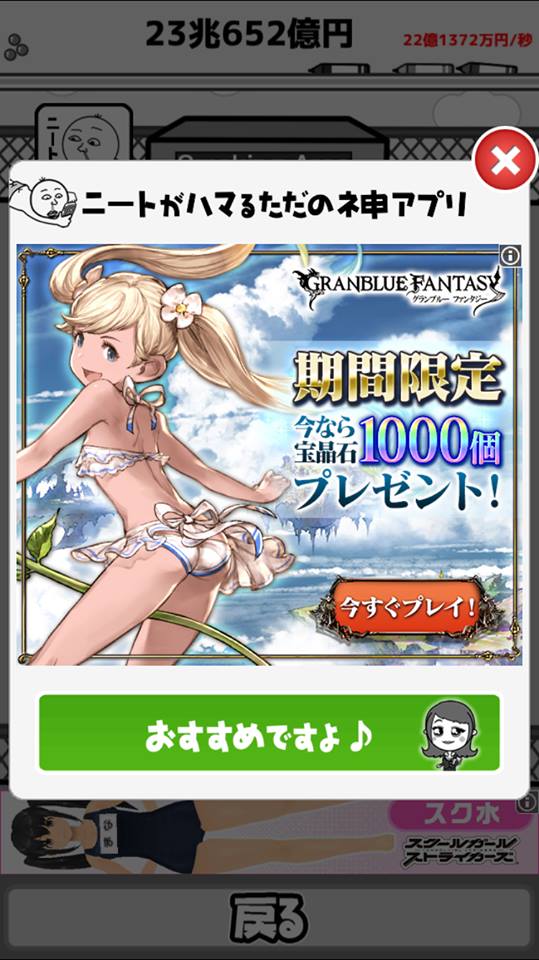 23兆652億円
22億1372万円/秒
ニート
ニートがハマるただのネ申アプリ
GRANBLUE FANTASY
グランブルー ファンタジー
期間限定
今なら
宝晶石1000個
プレゼント!
今すぐプレイ!
おすすめですよ♪
スク水
スクールガール
ストライカーズ
戻る